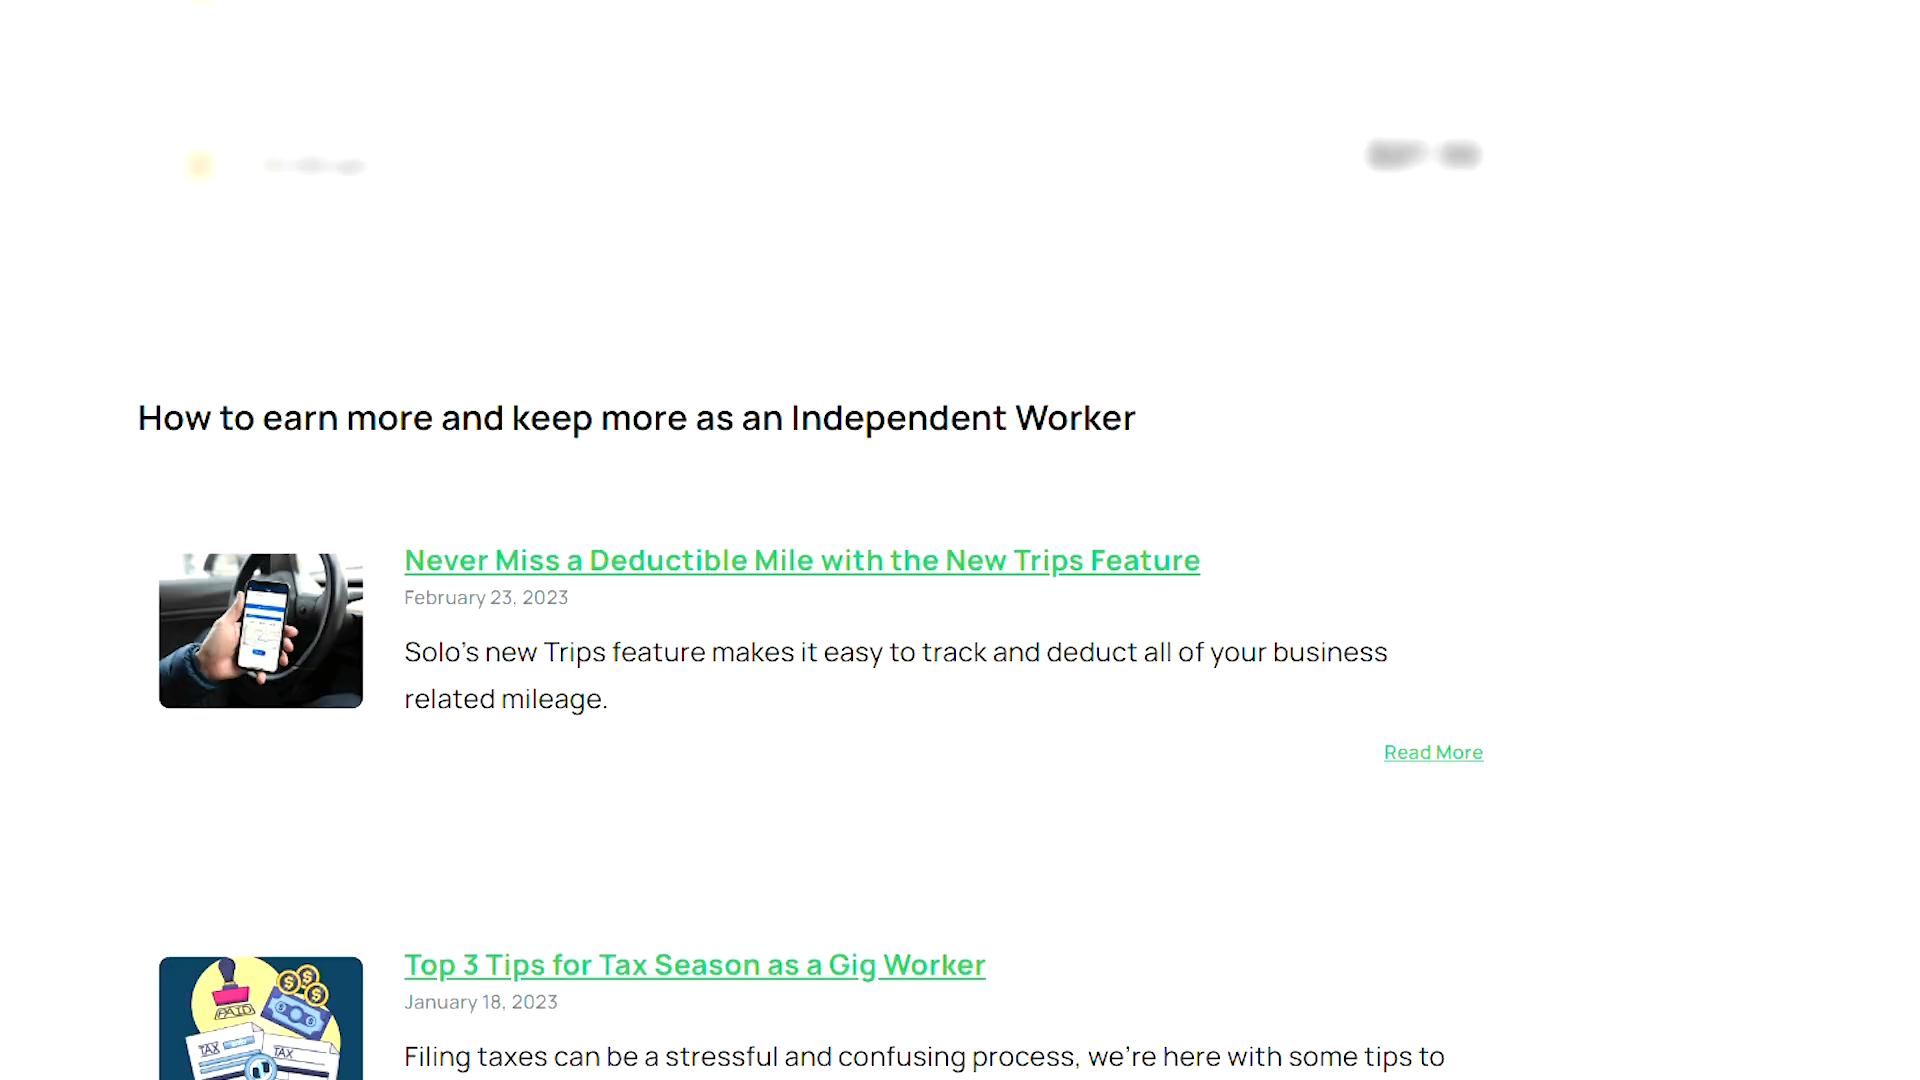 How to earn more and keep more as an Independent Worker
Never Miss a Deductible Mile with the New Trips Feature
February 23, 2023
Solo's new Trips feature makes it easy to track and deduct all of your business
related mileage.
Read More
Top 3 Tips for Tax Season as a Gig Worker
January 18, 2023
PAID
TAX
TAX
Filing taxes can be a stressful and confusing process, we're here with some tips to